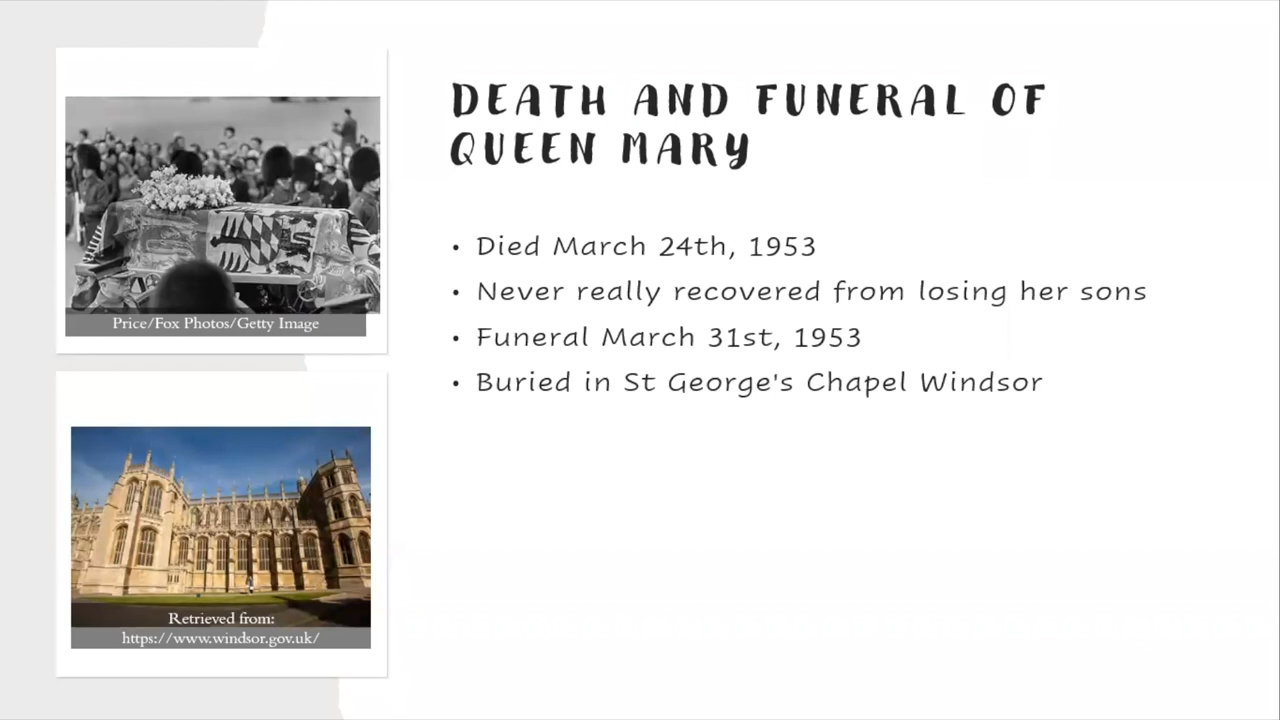 DEATH AND FUNERAL OF
QUEEN MARY
• Died March 24th, 1953
• Never really recovered from losing her sons
• Funeral March 31st, 1953
• Buried in St George's Chapel Windsor
Price/Fox Photos/Getty Image
Retrieved from:
https://www.windsor.gov.uk/